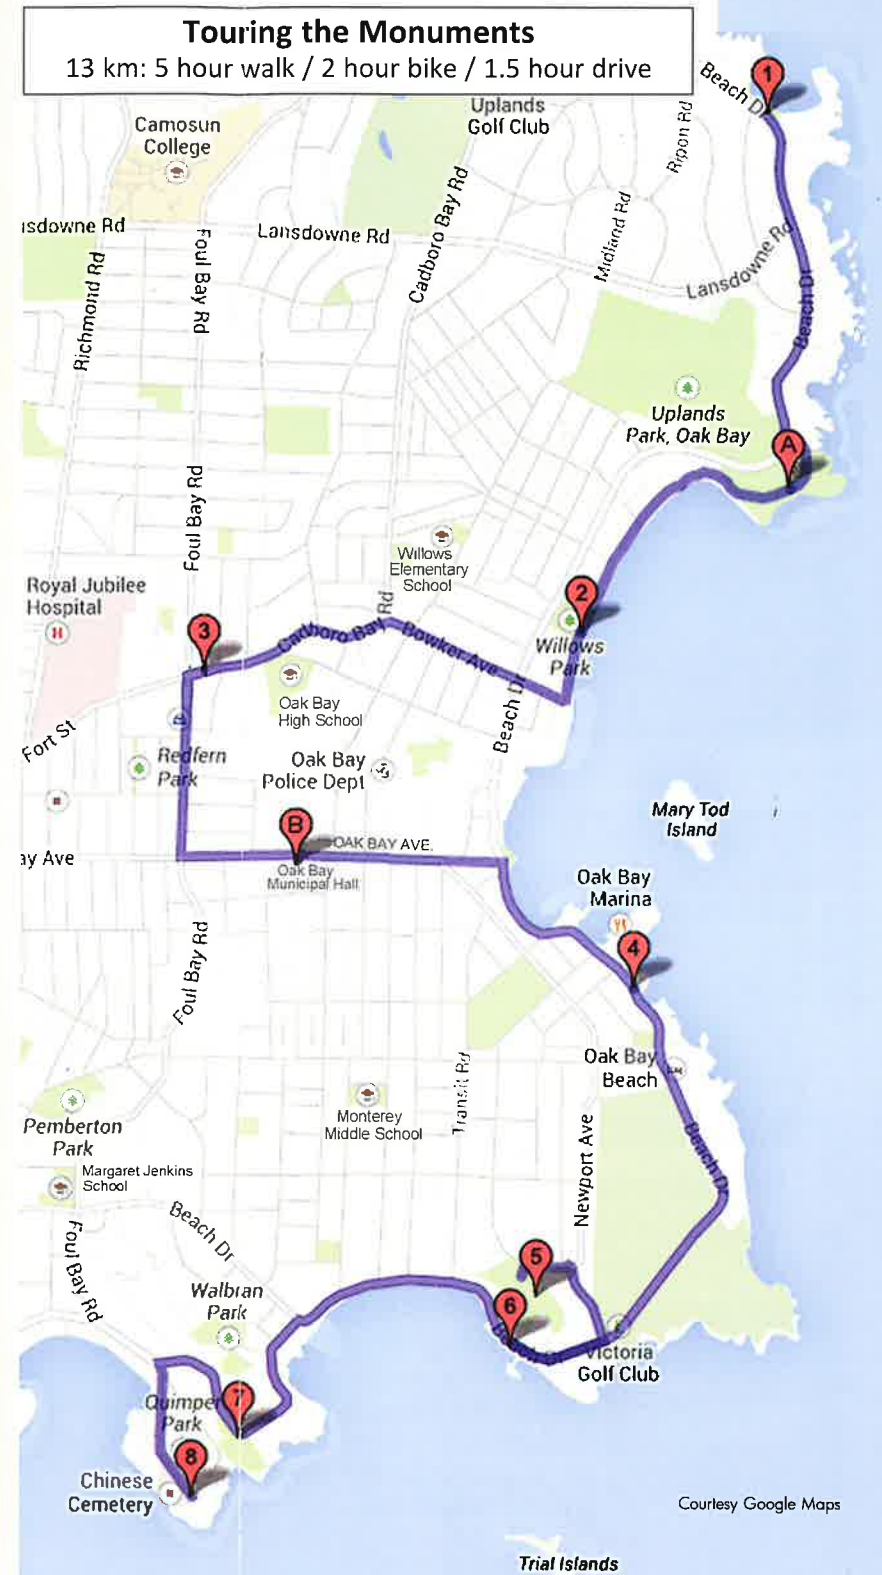 Touring the Monuments
13 km: 5 hour walk / 2 hour bike / 1.5 hour drive
1
Beach Dr
Uplands
Golf Club
Ripon Rd
Camosun
College
Cadboro Bay Rd
Midland Rd
Lansdowne Rd
isdowne Rd
Foul Bay Rd
Lansdowne Rd
Richmond Rd
Beach Dr
Uplands
Park, Oak Bay
A
Foul Bay Rd
Willows
Elementary
School
Royal Jubilee
Hospital
H
2
3
Cadboro Bay Rd
Bowker Ave
Willows
Park
Oak Bay
High School
Beach Dr
Fort St
Redfern
Park
Oak Bay
Police Dept
Mary Tod
Island
B
OAK BAY AVE.
ay Ave
Oak Bay
Municipal Hall
Oak Bay
Marina
4
Foul Bay Rd
Oak Bay
Beach
Transit Rd
Monterey
Middle School
Pemberton
Park
Newport Ave
Beach Dr
Margaret Jenkins
School
Beach Dr
Foul Bay Rd
5
Walbran
Park
6
Beach Dr
Victoria
Golf Club
7
Quimper
Park
8
Chinese
Cemetery
Courtesy Google Maps
Trial Islands